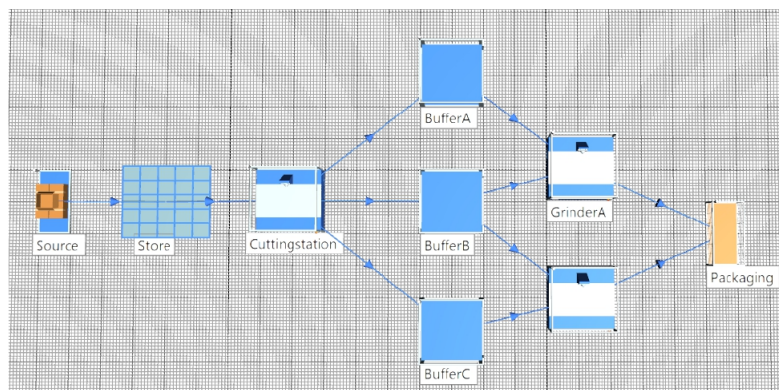 BufferA
GrinderA
Source
Store
Cuttingstation
BufferB
Packaging
BufferC